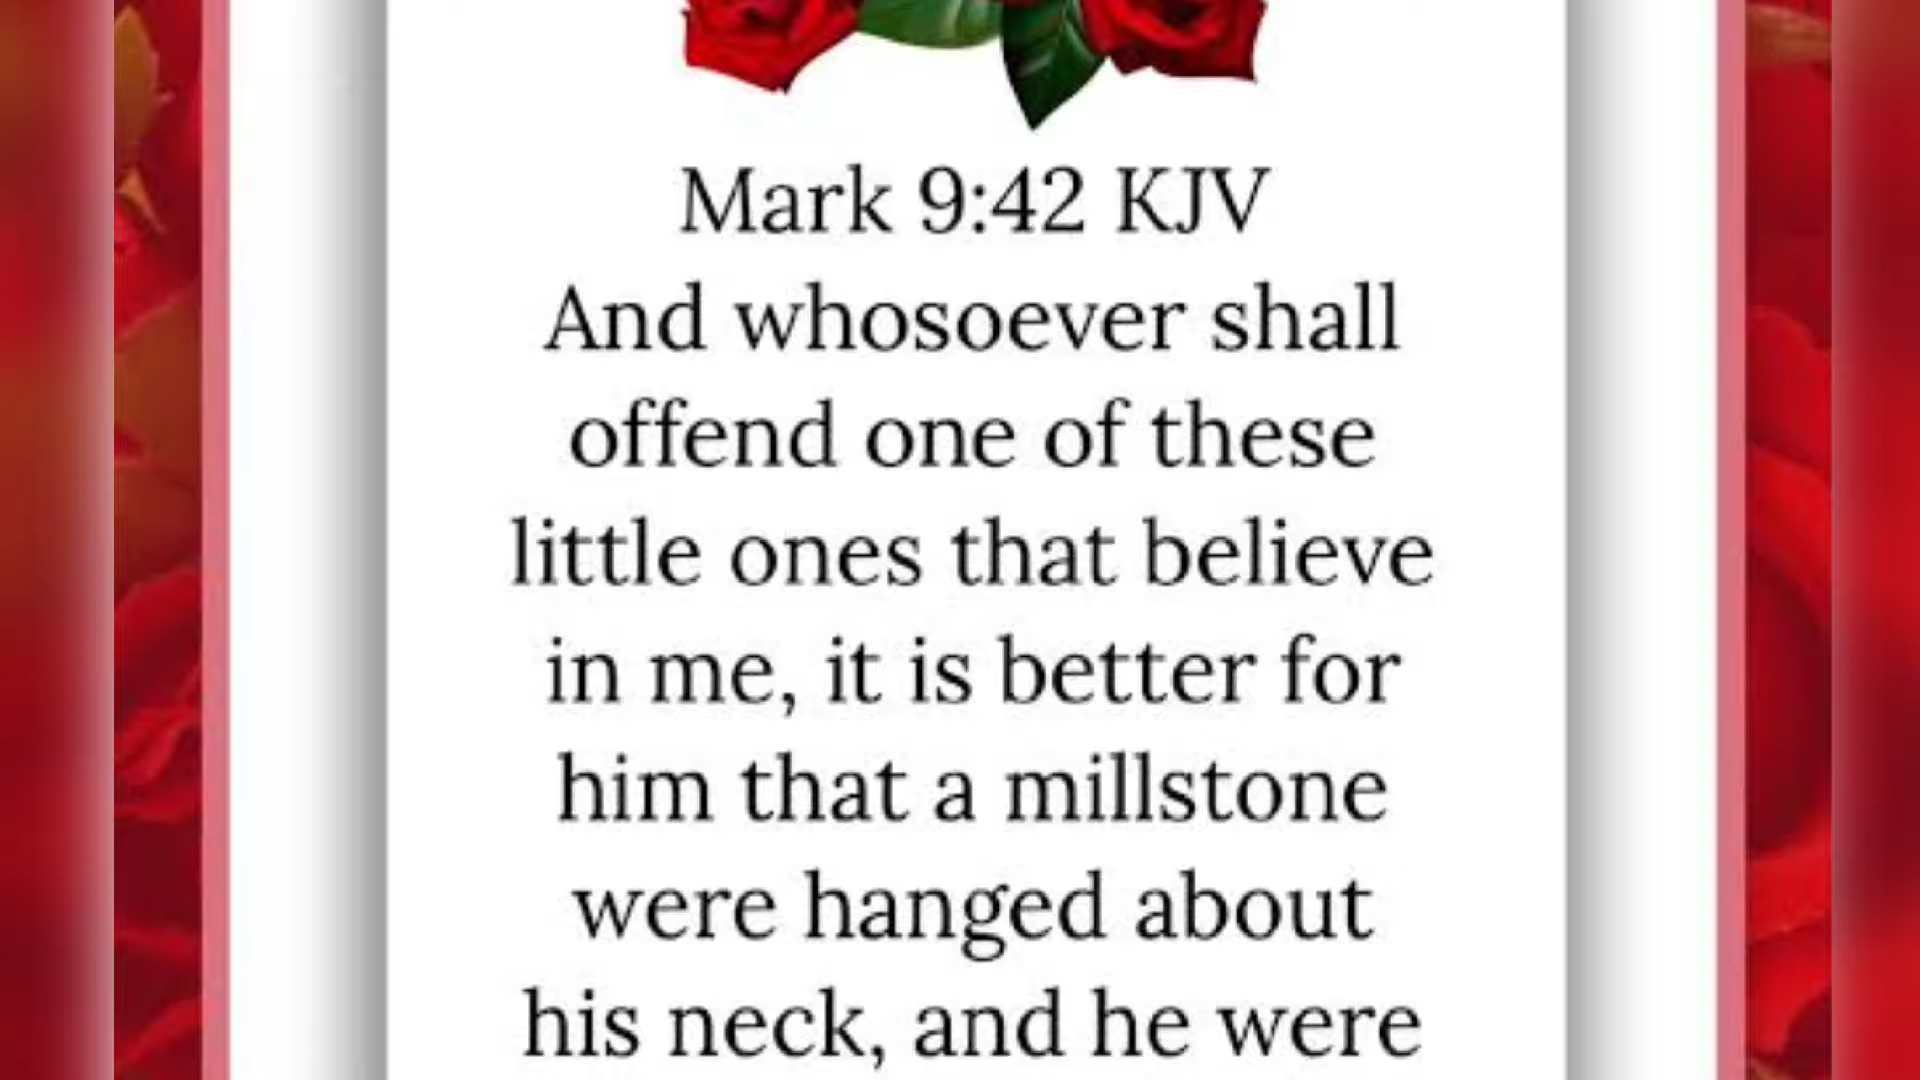 Mark 9:42 KJV
And whosoever shall
offend one of these
little ones that believe
in me, it is better for
him that a millstone
were hanged about
his neck, and he were